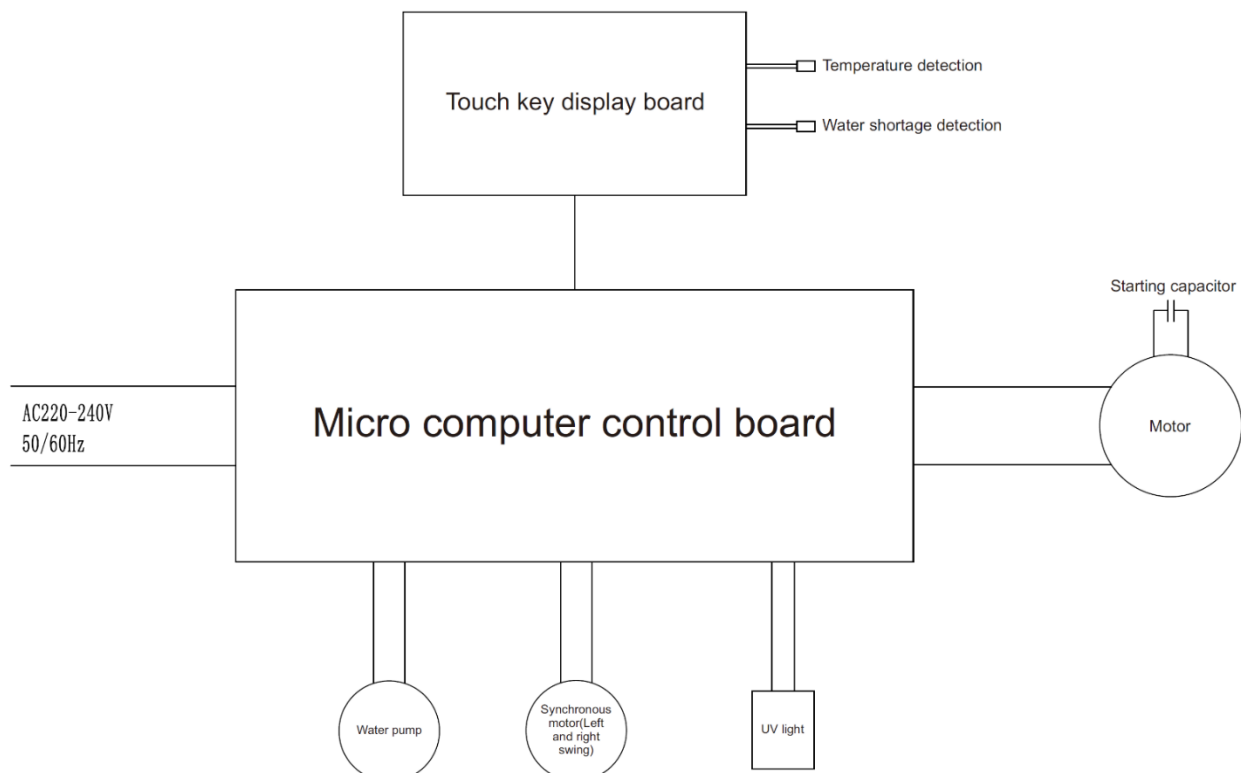 Touch key display board
Temperature detection
Water shortage detection
Starting capacitor
AC220-240V
50/60Hz
Micro computer control board
Motor
Water pump
Synchronous
motor(Left
and right
swing)
UV light